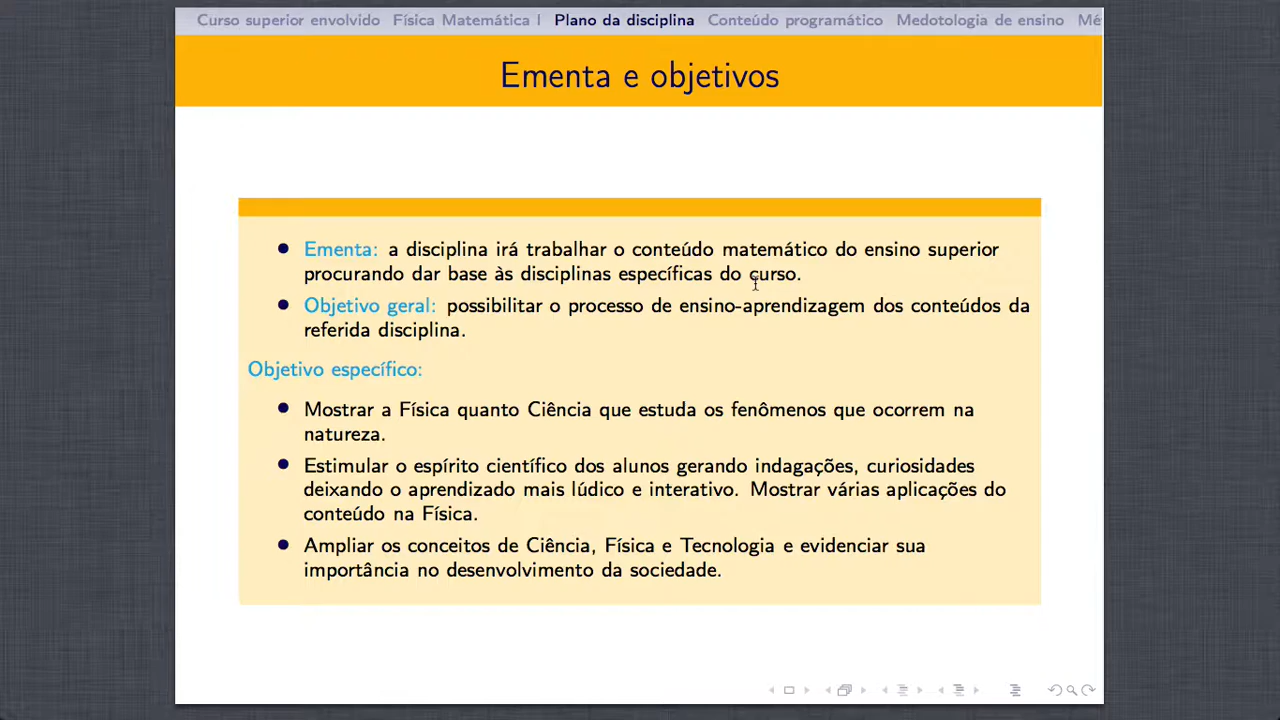 Curso superior envolvido Física Matemática I Plano da disciplina Conteúdo programático Medotologia de ensino Mé
Ementa e objetivos
Ementa: a disciplina irá trabalhar o conteúdo matemático do ensino superior
procurando dar base às disciplinas específicas do curso.
Objetivo geral: possibilitar o processo de ensino-aprendizagem dos conteúdos da
referida disciplina.
Objetivo específico:
Mostrar a Física quanto Ciência que estuda os fenômenos que ocorrem na
natureza.
Estimular o espírito científico dos alunos gerando indagações, curiosidades
deixando o aprendizado mais lúdico e interativo. Mostrar várias aplicações do
conteúdo na Física.
Ampliar os conceitos de Ciência, Física e Tecnologia e evidenciar sua
importância no desenvolvimento da sociedade.